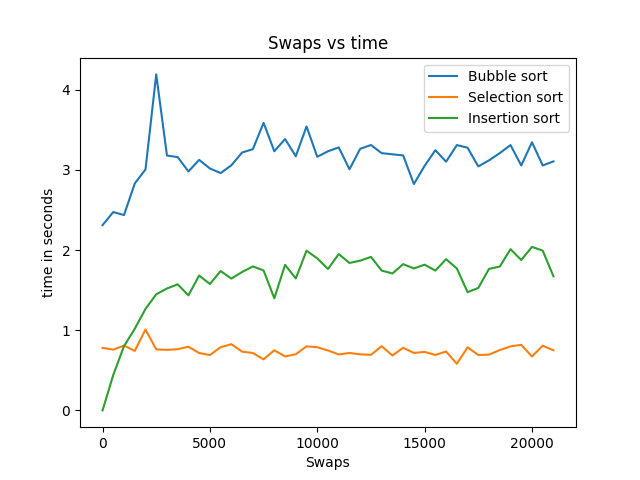 Swaps vs time
Bubble sort
Selection sort
Insertion sort
time in seconds
4
3
2
1
0
0 5000 10000 15000 20000
Swaps